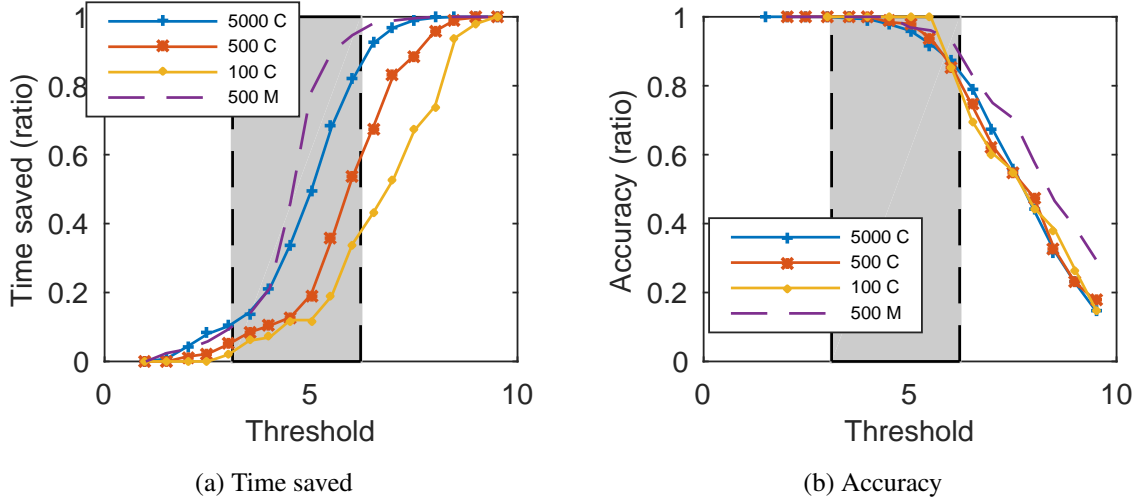 5000 C
500 C
100 C
500 M
Time saved (ratio)
1
0.8
0.6
0.4
0.2
0
0
5
10
Threshold
(a) Time saved
Accuracy (ratio)
1
0.8
0.6
0.4
0.2
0
5000 C
500 C
100 C
500 M
0
5
10
Threshold
(b) Accuracy